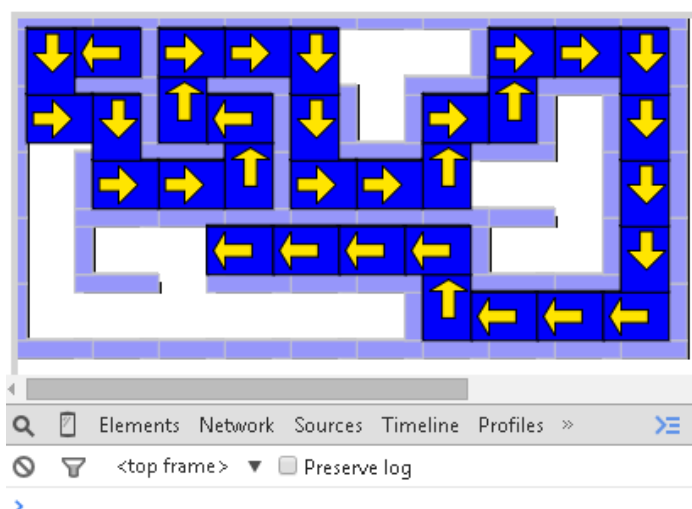 Elements Network Sources Timeline Profiles »
<top frame> ▼ Preserve log